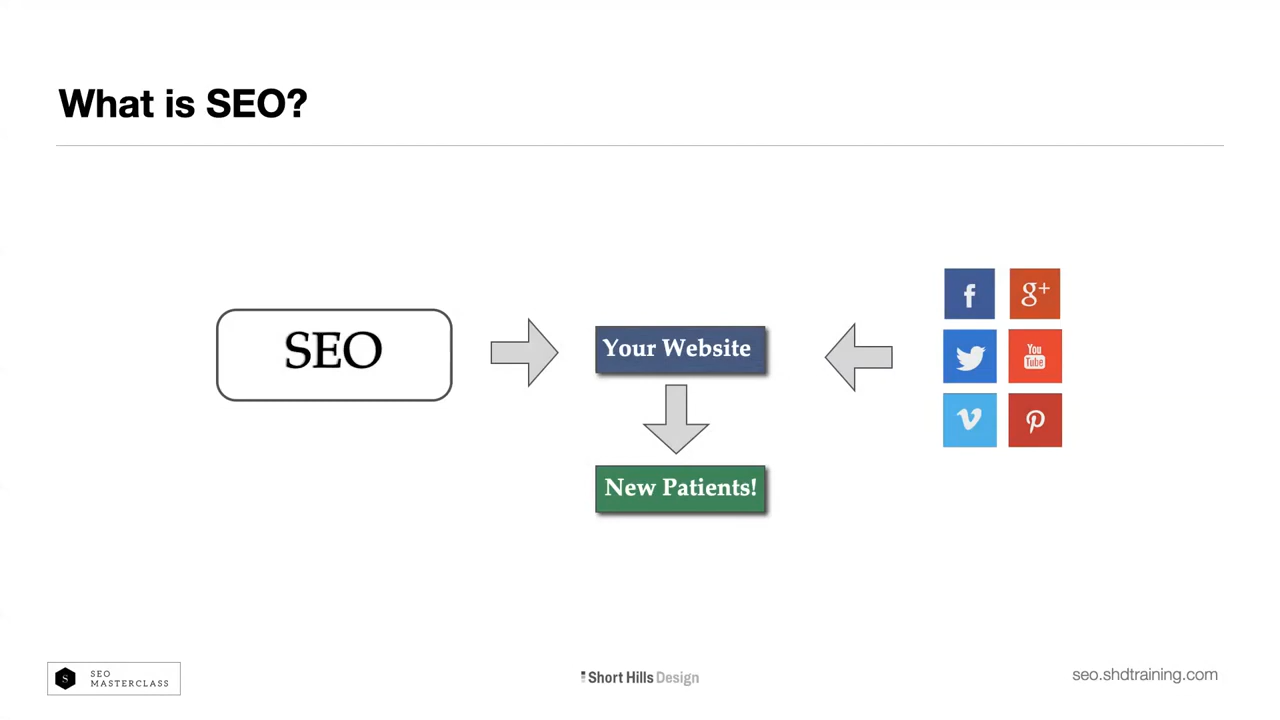 What is SEO?
SEO
Your Website
New Patients!
f
g+
You
Tube
S
SEO
MASTERCLASS
Short Hills Design
seo.shdtraining.com